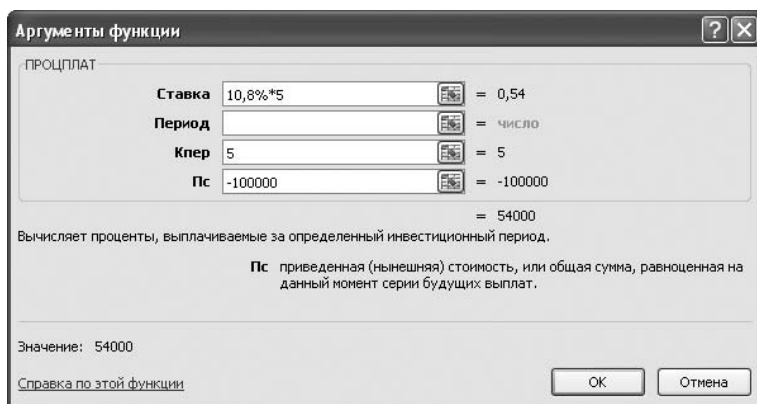 Аргументы функции
ПРОЦПЛАТ
Ставка 10,8%*5 = 0,54
Период = число
Кпер 5 = 5
Пс -100000 = -100000
= 54000
Вычисляет проценты, выплачиваемые за определенный инвестиционный период.
Пс приведенная (нынешняя) стоимость, или общая сумма, равноценная на
данный момент серии будущих выплат.
Значение: 54000
Справка по этой функции
ОК
Отмена